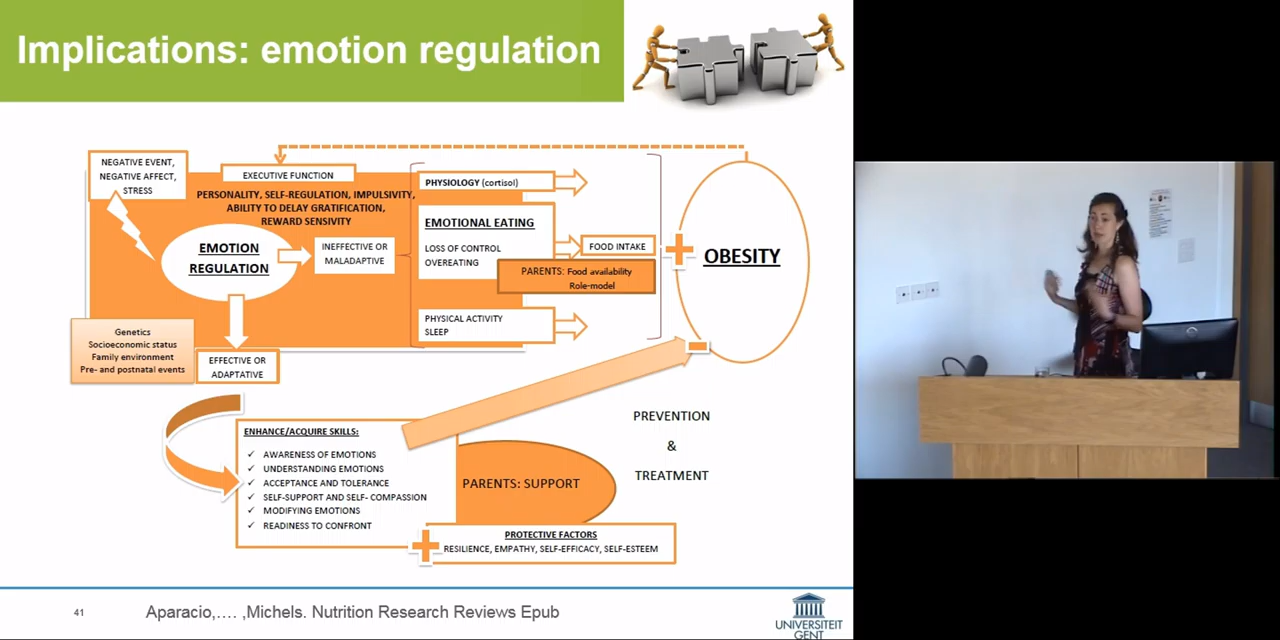 Implications: emotion regulation
NEGATIVE EVENT,
NEGATIVE AFFECT,
STRESS
EXECUTIVE FUNCTION
PERSONALITY, SELF-REGULATION, IMPULSIVITY,
ABILITY TO DELAY GRATIFICATION,
REWARD SENSIVITY
EMOTION
REGULATION
INEFFECTIVE OR
MALADAPTIVE
PHYSIOLOGY (cortisol)
EMOTIONAL EATING
LOSS OF CONTROL
OVEREATING
FOOD INTAKE
PARENTS: Food availability
Role-model
PHYSICAL ACTIVITY
SLEEP
OBESITY
Genetics
Socioeconomic status
Family environment
Pre- and postnatal events
EFFECTIVE OR
ADAPTATIVE
ENHANCE/ACQUIRE SKILLS:
✓ AWARENESS OF EMOTIONS
✓ UNDERSTANDING EMOTIONS
✓ ACCEPTANCE AND TOLERANCE
✓ SELF-SUPPORT AND SELF- COMPASSION
✓ MODIFYING EMOTIONS
✓ READINESS TO CONFRONT
PARENTS: SUPPORT
PREVENTION
&
TREATMENT
PROTECTIVE FACTORS
RESILIENCE, EMPATHY, SELF-EFFICACY, SELF-ESTEEM
41
Aparacio,.... ,Michels. Nutrition Research Reviews Epub
UNIVERSITEIT
GENT